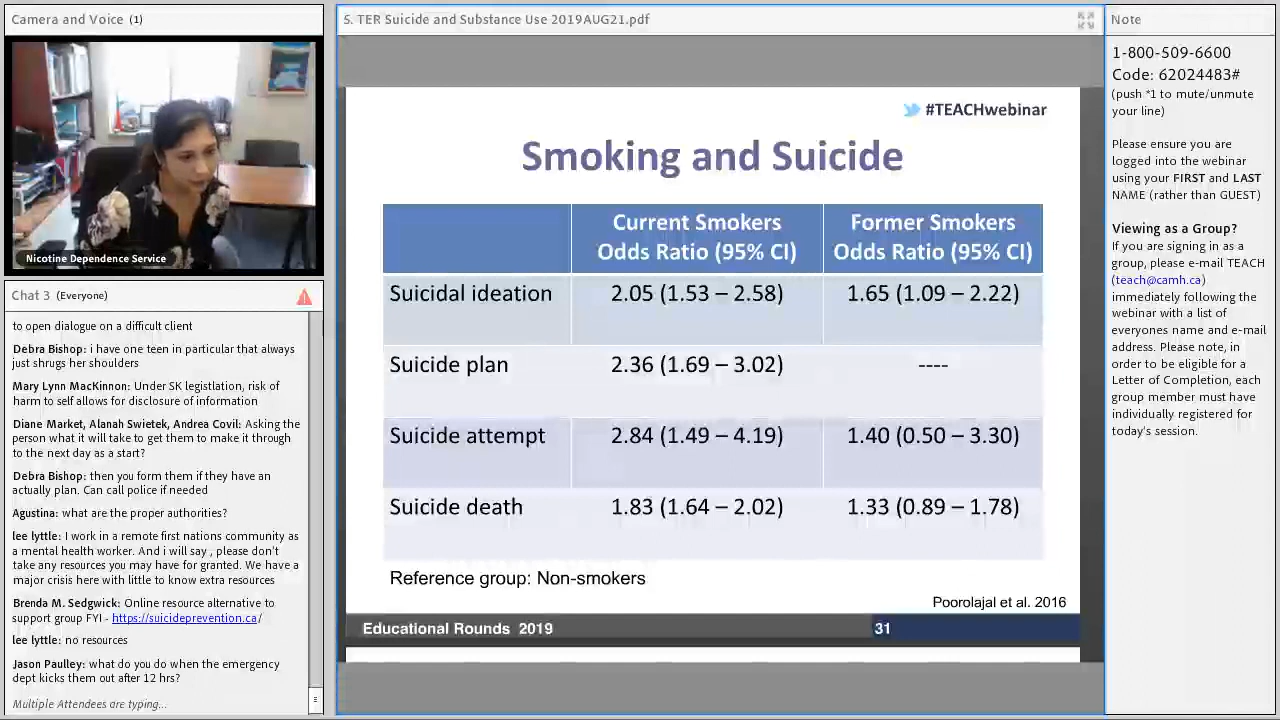 Camera and Voice (1)
Nicotine Dependence Service
Chat 3 (Everyone)
to open dialogue on a difficult client
Debra Bishop: i have one teen in particular that always
just shrugs her shoulders
Mary Lynn MacKinnon: Under SK legistlation, risk of
harm to self allows for disclosure of information
Diane Market, Alanah Swietek, Andrea Covil: Asking the
person what it will take to get them to make it through
to the next day as a start?
Debra Bishop: then you form them if they have an
actually plan. Can call police if needed
Agustina: what are the proper authorities?
lee lyttle: I work in a remote first nations community as
a mental health worker. And i will say , please don't
take any resources you may have for granted. We have a
major crisis here with little to know extra resources
Brenda M. Sedgwick: Online resource alternative to
support group FYI - https://suicideprevention.ca/
lee lyttle: no resources
Jason Paulley: what do you do when the emergency
dept kicks them out after 12 hrs?
Multiple Attendees are typing...
5. TER Suicide and Substance Use 2019AUG21.pdf
#TEACHwebinar
Smoking and Suicide
Current Smokers Former Smokers
Odds Ratio (95% CI) Odds Ratio (95% CI)
Suicidal ideation 2.05 (1.53 – 2.58) 1.65 (1.09 – 2.22)
Suicide plan 2.36 (1.69 – 3.02) ----
Suicide attempt 2.84 (1.49 – 4.19) 1.40 (0.50 – 3.30)
Suicide death 1.83 (1.64 – 2.02) 1.33 (0.89 – 1.78)
Reference group: Non-smokers
Poorolajal et al. 2016
Educational Rounds 2019 31
Note
1-800-509-6600
Code: 62024483#
(push *1 to mute/unmute
your line)
Please ensure you are
logged into the webinar
using your FIRST and LAST
NAME (rather than GUEST)
Viewing as a Group?
If you are signing in as a
group, please e-mail TEACH
(teach@camh.ca)
immediately following the
webinar with a list of
everyones name and e-mail
address. Please note, in
order to be eligible for a
Letter of Completion, each
group member must have
individually registered for
today's session.